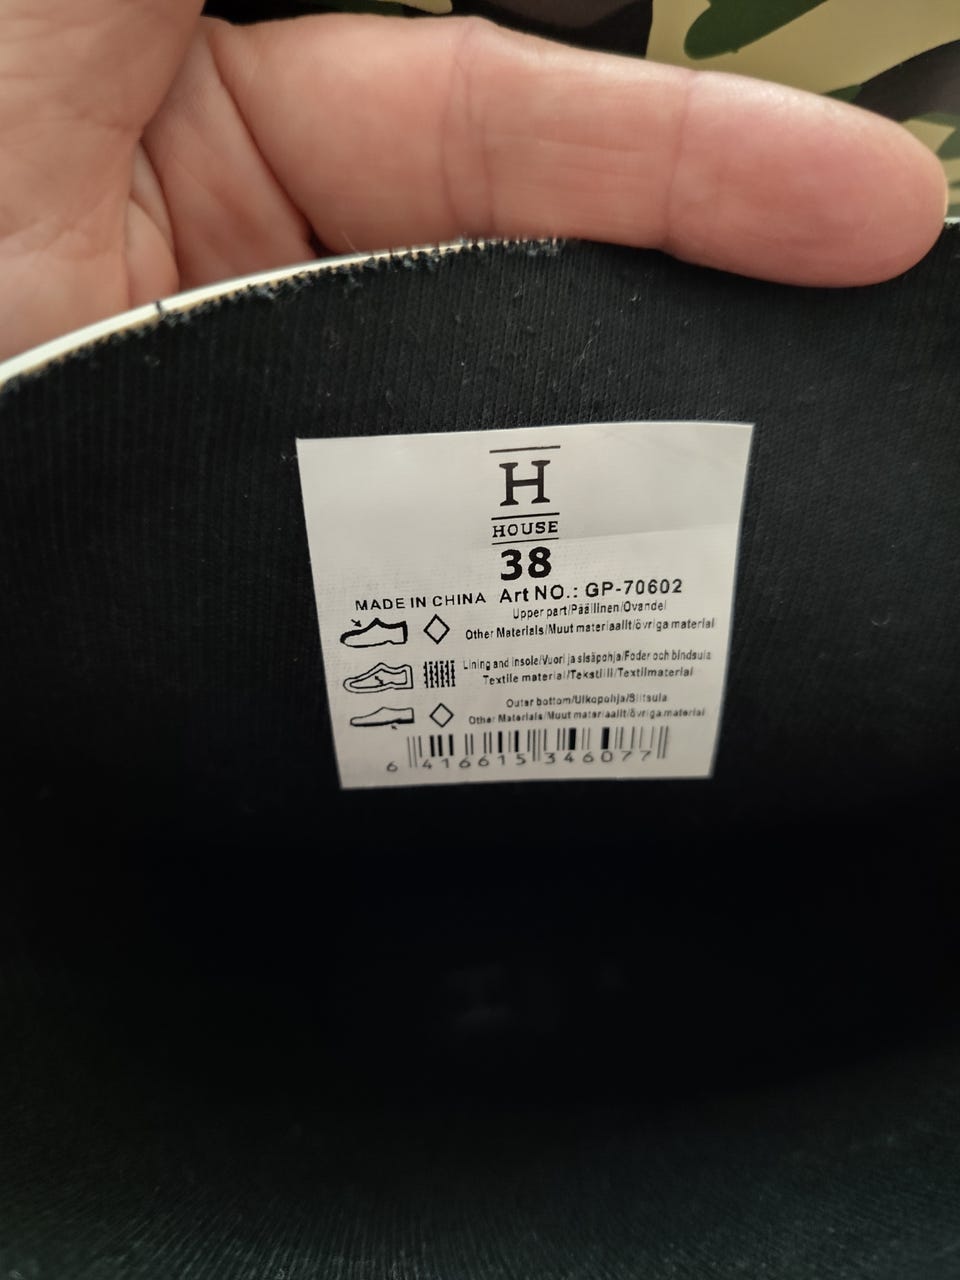 H
HOUSE
38
MADE IN CHINA Art NO.: GP-70602
Upper part/Päällinen/Ovandel
Other Materials/Muut materiaalit/övriga material
Lining and insole/Vuori ja sisäpohja/Foder och bindsula
Textile material/Tekstiili/Textilmaterial
Outer bottom/Ulkopohja/Slitsula
Other Materials/Muut materiaalit/övriga material
6 416615 346077